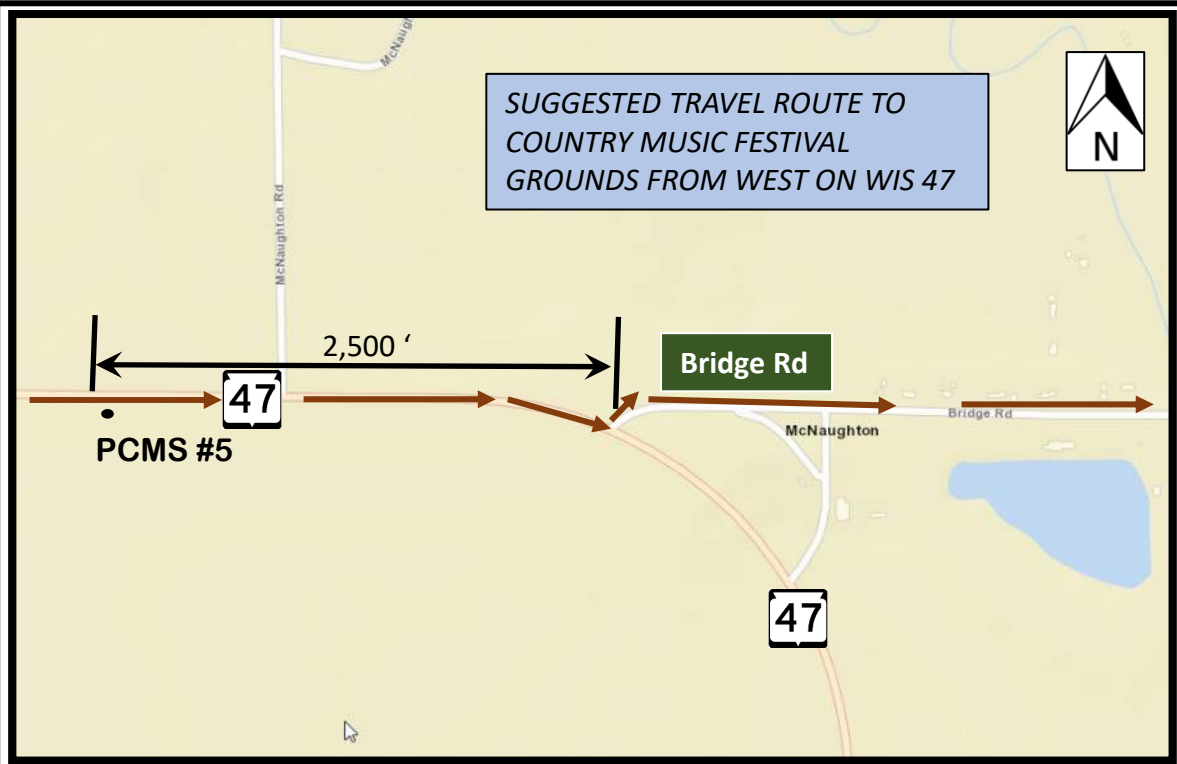 McNaugh
SUGGESTED TRAVEL ROUTE TO
COUNTRY MUSIC FESTIVAL
GROUNDS FROM WEST ON WIS 47
N
McNaughton Rd
2,500 ‘
Bridge Rd
47
PCMS #5
Bridge Rd
McNaughton
47